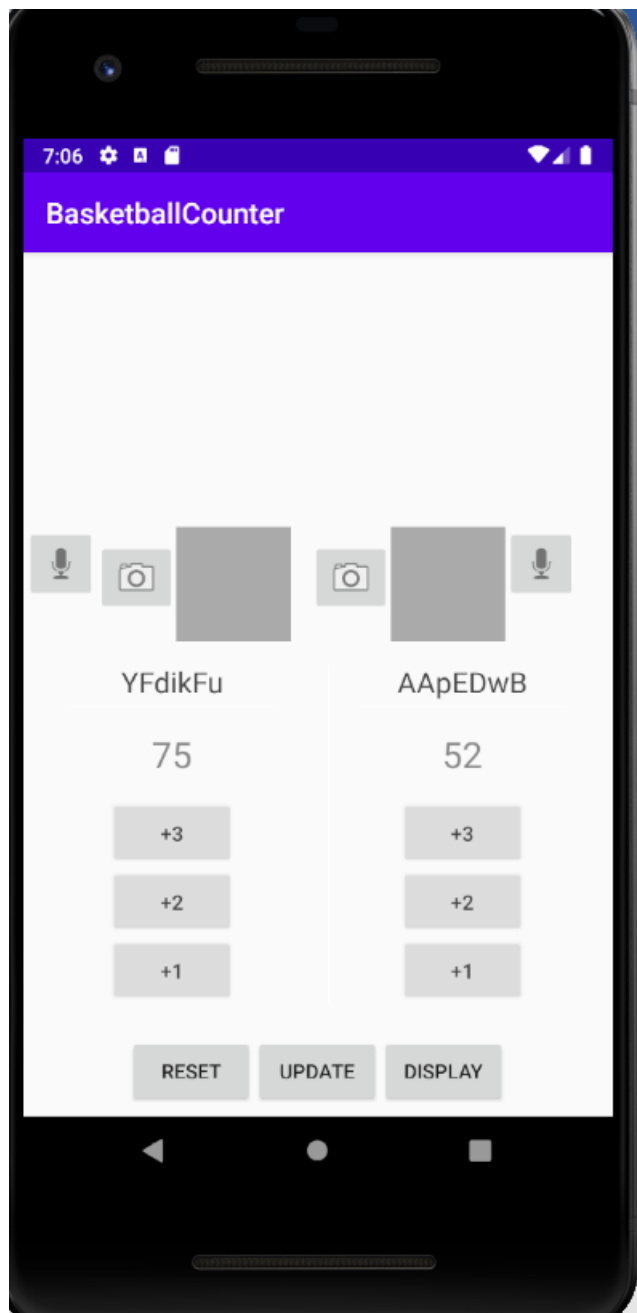 7:06
BasketballCounter
YFdikFu AApEDwB
75 52
+3 +3
+2 +2
+1 +1
RESET UPDATE DISPLAY